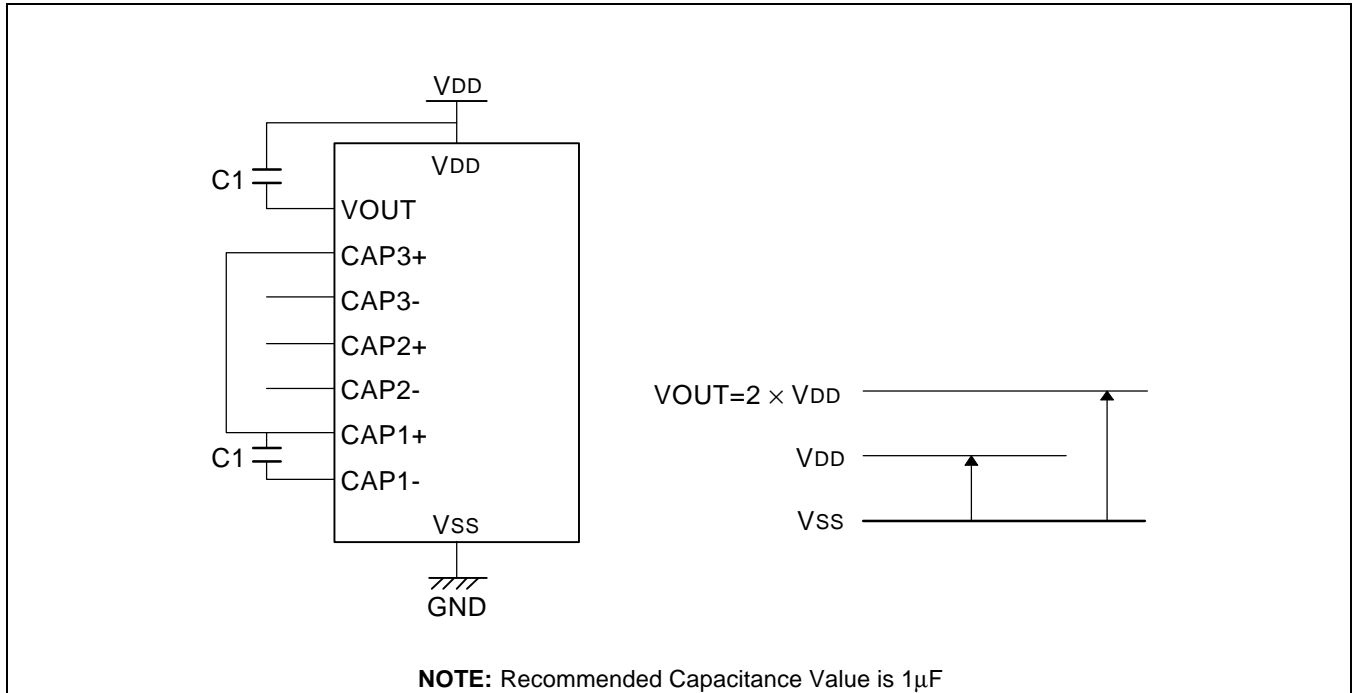 VDD
VDD
C1
VOUT
CAP3+
CAP3-
CAP2+
CAP2-
CAP1+
C1
CAP1-
VSS
GND
VOUT=2 × VDD
VDD
VSS
NOTE: Recommended Capacitance Value is 1μF